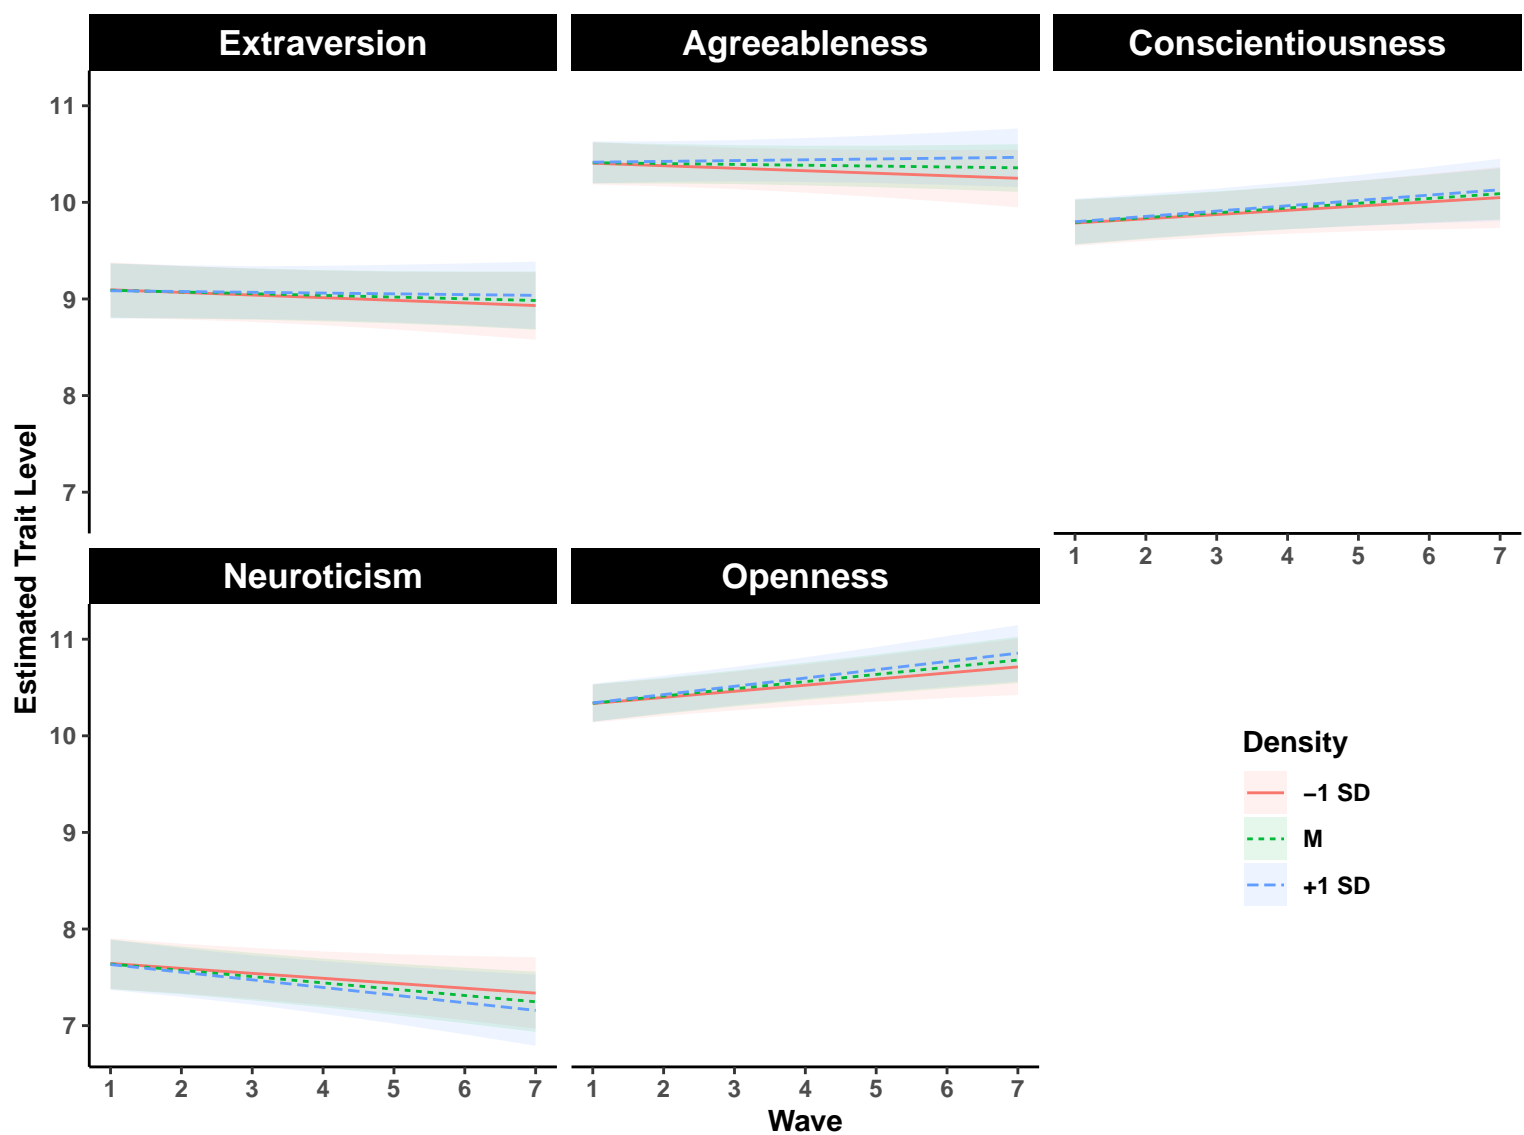 Extraversion
Agreeableness
Conscientiousness
11
10
9
8
7
1 2 3 4 5 6 7
Estimated Trait Level
Neuroticism
Openness
11
10
9
8
7
1 2 3 4 5 6 7
1 2 3 4 5 6 7
Wave
Density
−1 SD
M
+1 SD